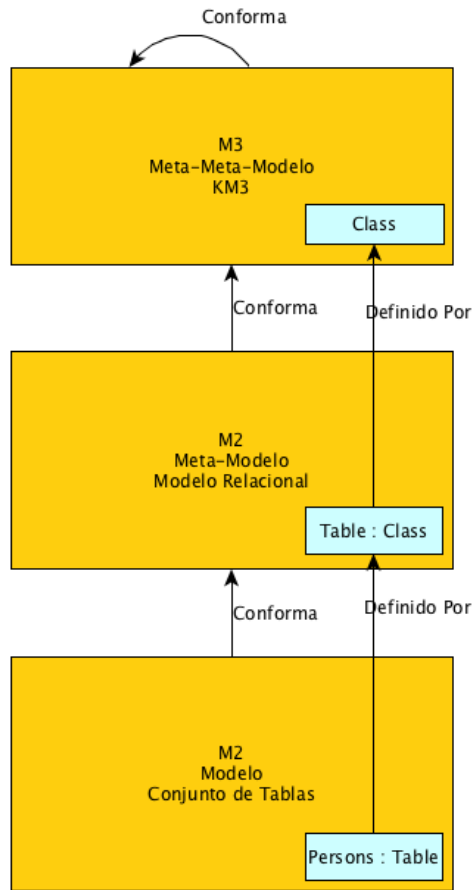 Conforma
M3
Meta-Meta-Modelo
KM3
Class
Conforma
Definido Por
M2
Meta-Modelo
Modelo Relacional
Table : Class
Conforma
Definido Por
M2
Modelo
Conjunto de Tablas
Persons : Table